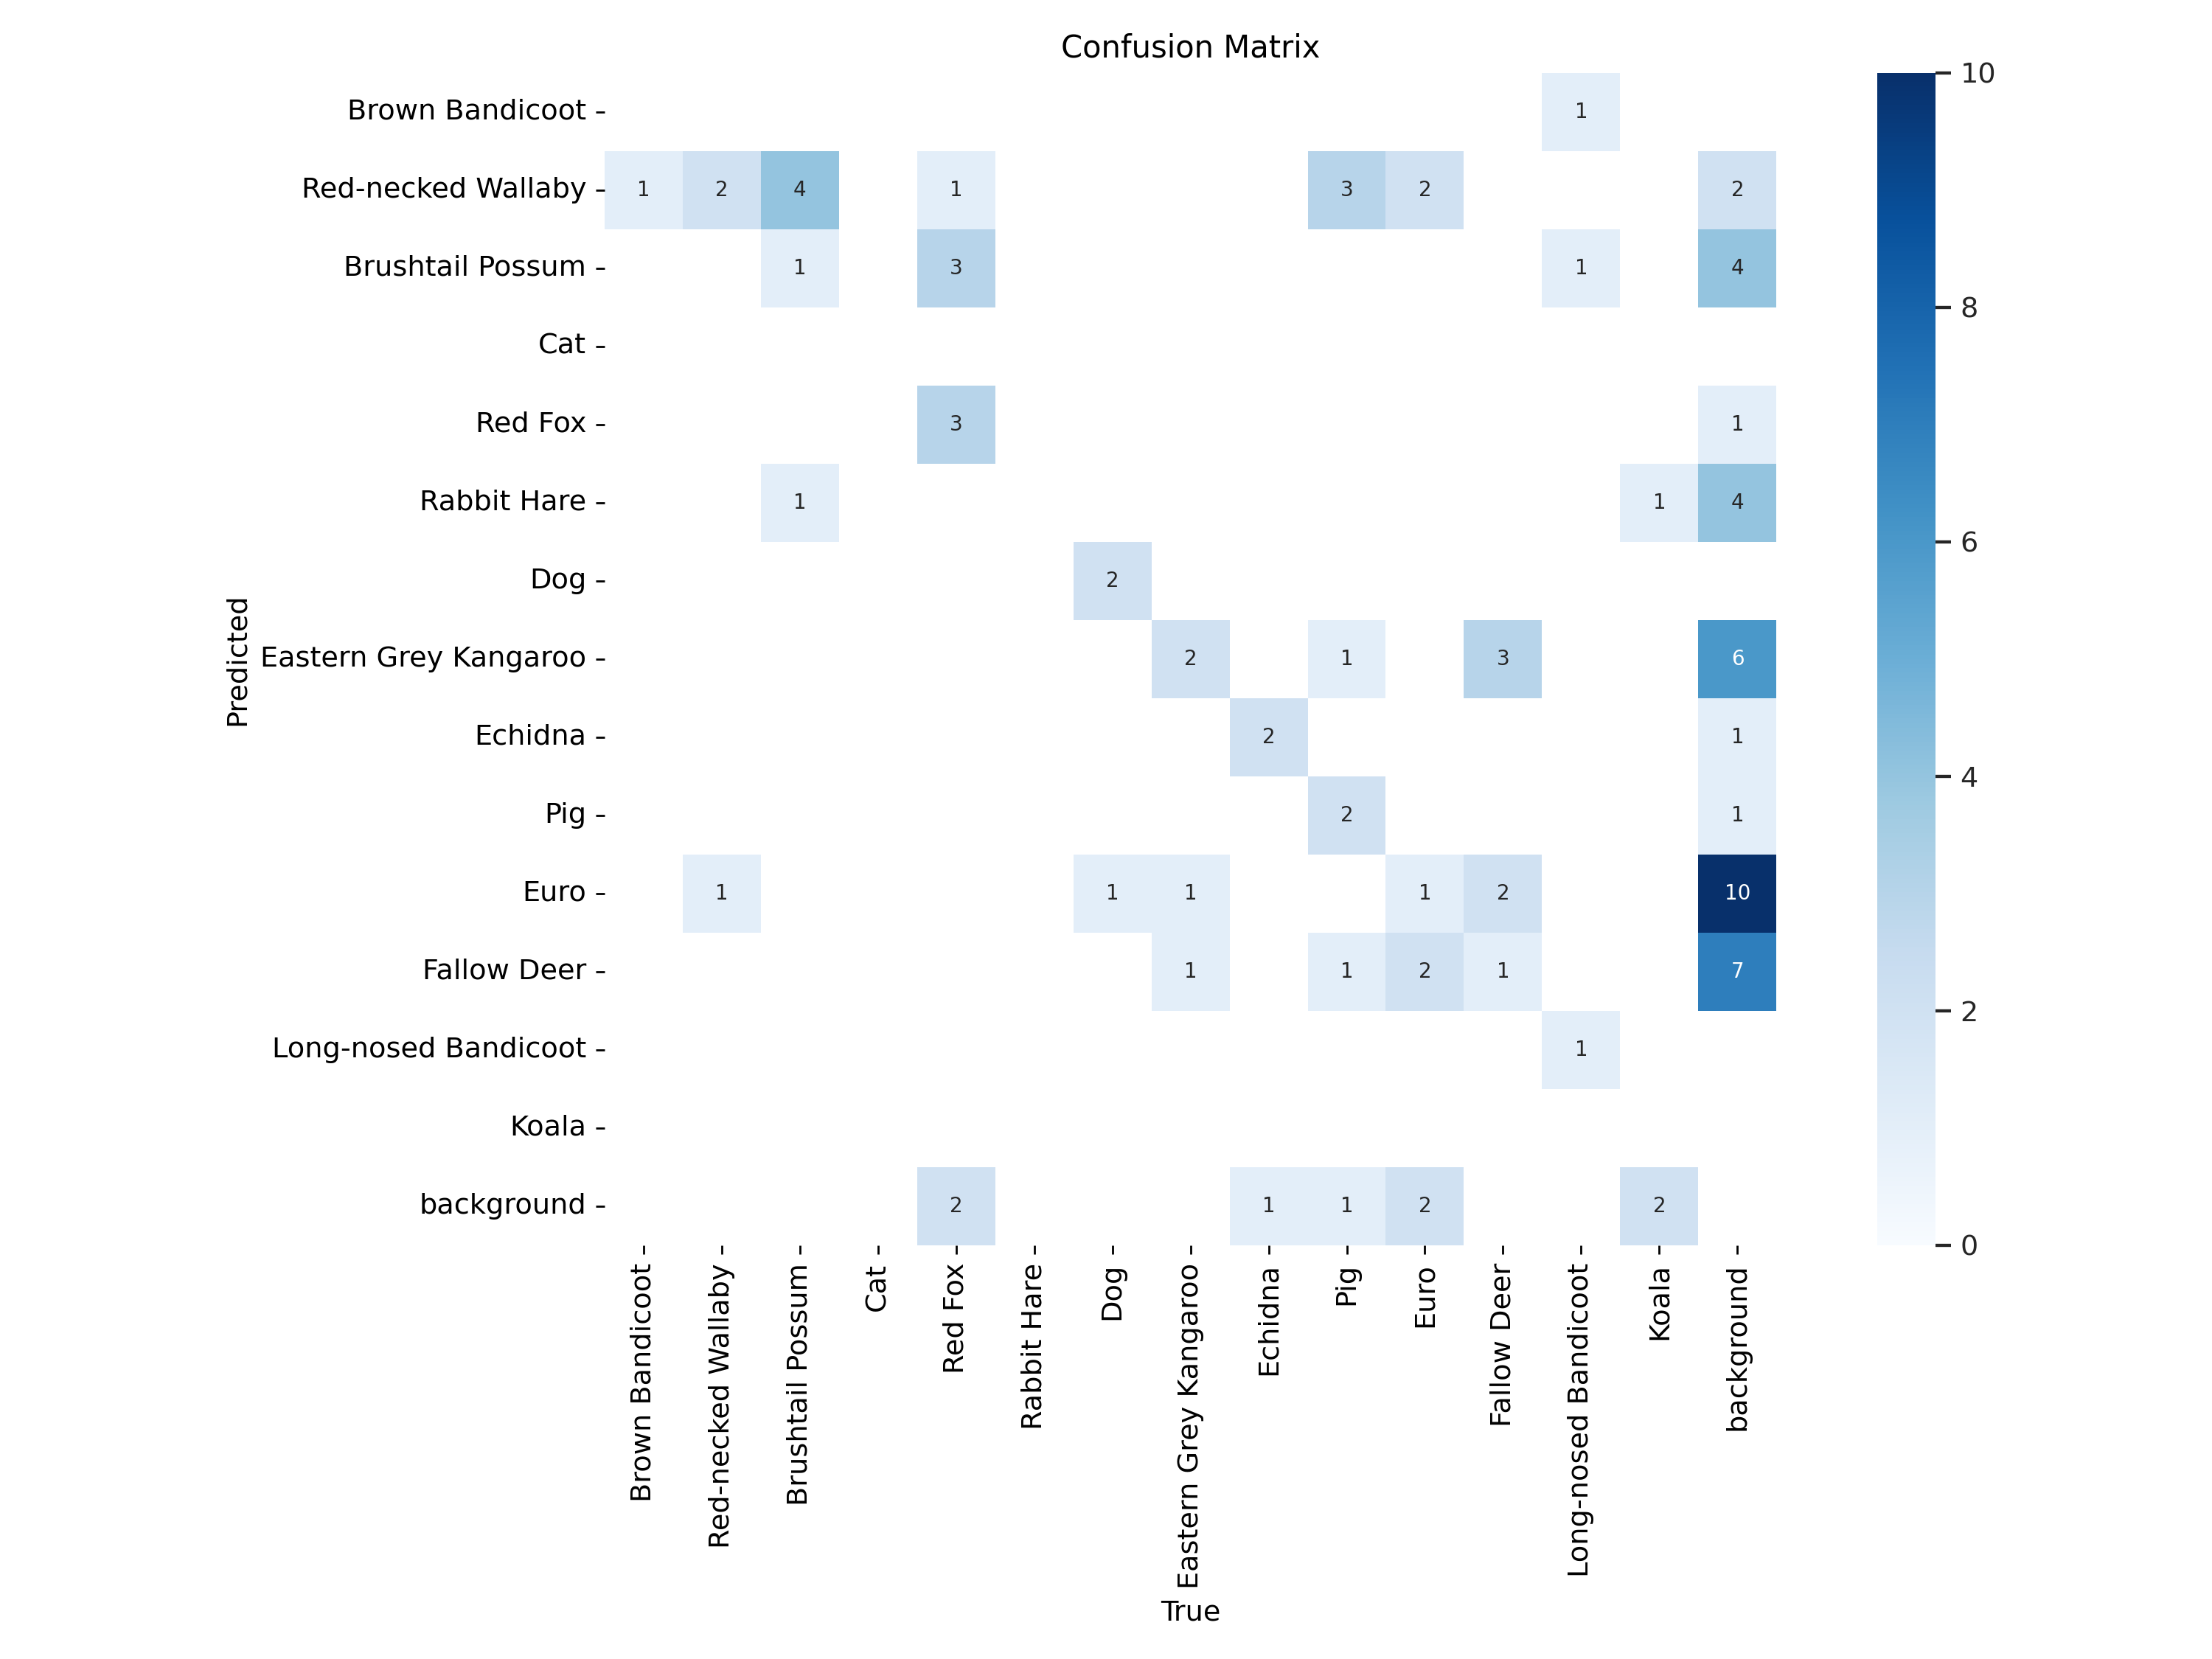 Confusion Matrix
Brown Bandicoot 1
Red-necked Wallaby 1 2 4 1 3 2 2
Brushtail Possum 1 3 1 4
Cat
Red Fox 3 1
Rabbit Hare 1 1 4
Dog 2
Eastern Grey Kangaroo 2 1 3 6
Echidna 2 1
Pig 2 1
Euro 1 1 1 1 2 10
Fallow Deer 1 1 2 1 7
Long-nosed Bandicoot 1
Koala
background 2 1 1 2 2
Predicted
Brown Bandicoot
Red-necked Wallaby
Brushtail Possum
Cat
Red Fox
Rabbit Hare
Dog
Eastern Grey Kangaroo
Echidna
Pig
Euro
Fallow Deer
Long-nosed Bandicoot
Koala
background
True
10
8
6
4
2
0